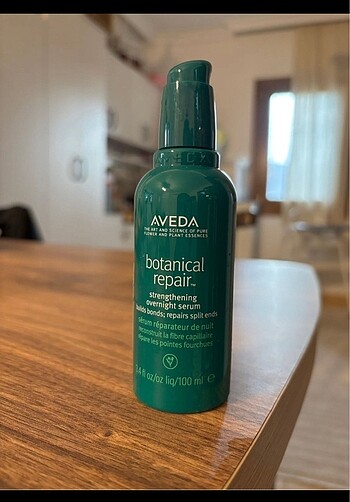 AVEDA
THE ART AND SCIENCE OF PURE
FLOWER AND PLANT ESSENCES
botanical
repair™
strengthening
overnight serum
builds bonds; repairs split ends
sérum réparateur de nuit
reconstruit la fibre capillaire
répare les pointes fourchues
3.4 fl oz/oz liq/100 ml ℮